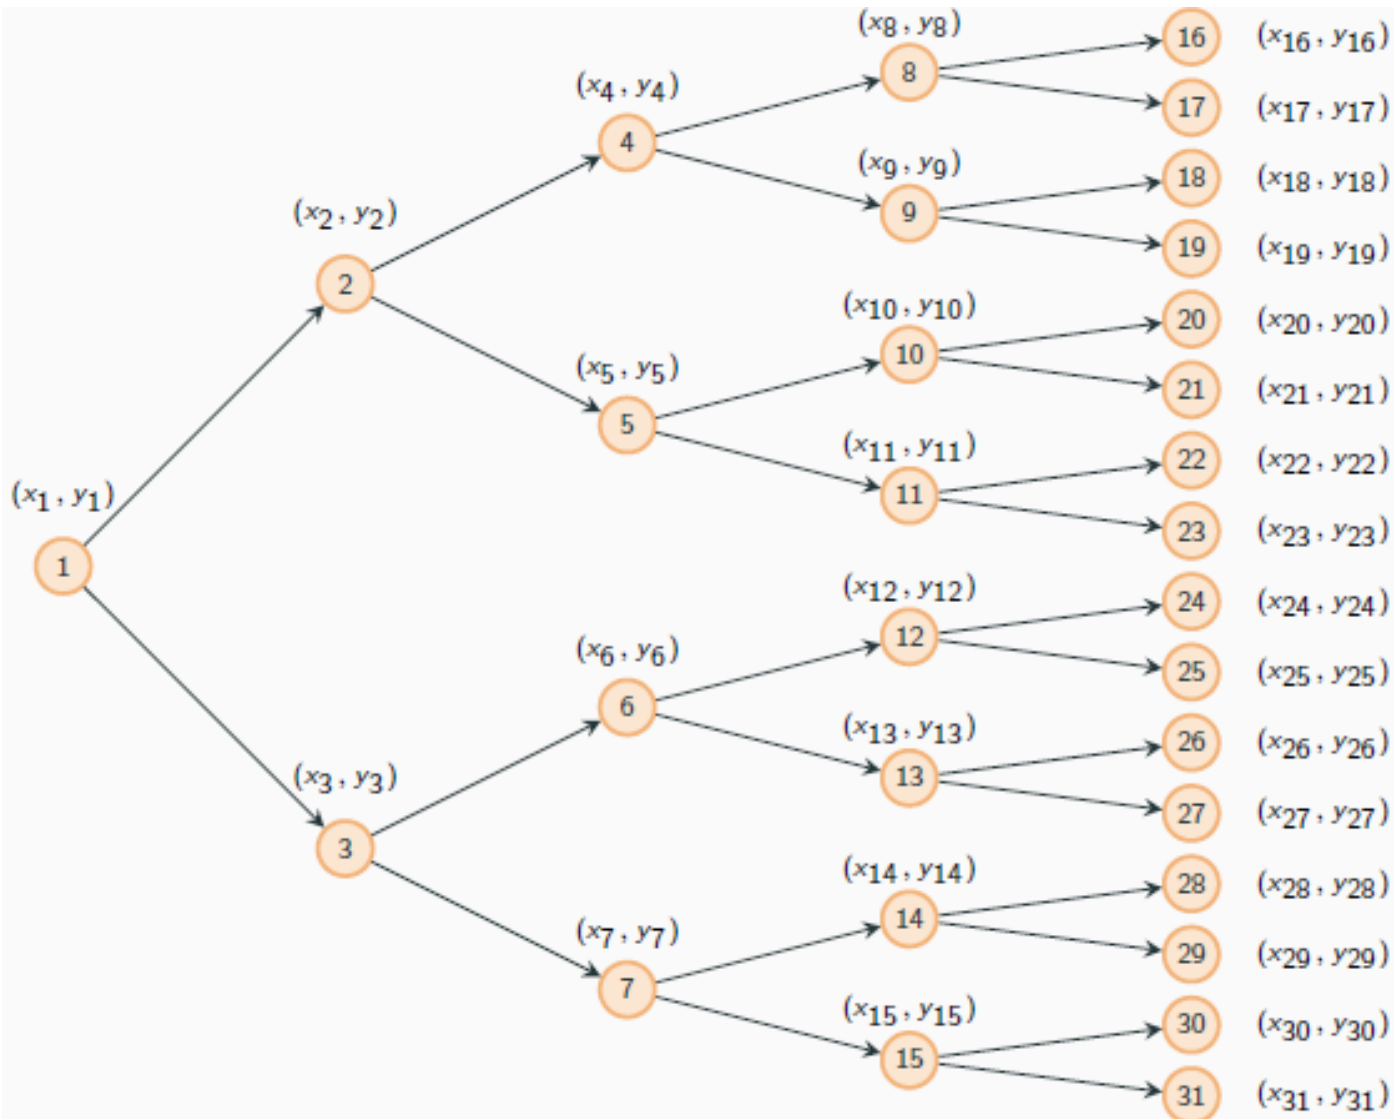 (x8, y8)
16 (x16, y16)
8
(x4, y4)
17 (x17, y17)
4
(x9, y9)
18 (x18, y18)
(x2, y2)
9
19 (x19, y19)
2
(x10, y10)
20 (x20, y20)
10
(x5, y5)
21 (x21, y21)
5
(x11, y11)
22 (x22, y22)
(x1, y1)
11
23 (x23, y23)
1
(x12, y12)
24 (x24, y24)
12
(x6, y6)
25 (x25, y25)
6
(x13, y13)
26 (x26, y26)
(x3, y3)
13
27 (x27, y27)
3
(x14, y14)
28 (x28, y28)
14
(x7, y7)
29 (x29, y29)
7
(x15, y15)
30 (x30, y30)
15
31 (x31, y31)